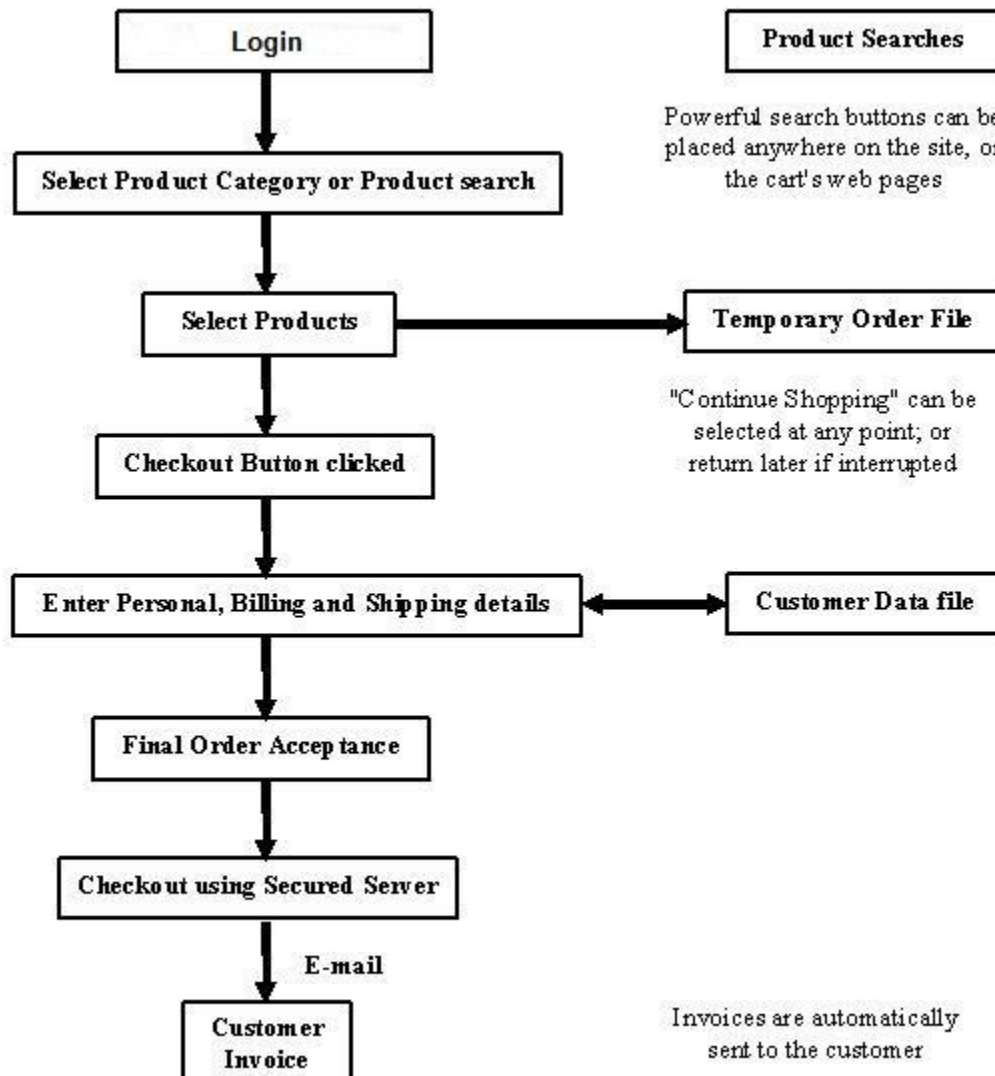 Login
Product Searches
Powerful search buttons can be
placed anywhere on the site, or
the cart's web pages
Select Product Category or Product search
Select Products
Temporary Order File
"Continue Shopping" can be
selected at any point; or
return later if interrupted
Checkout Button clicked
Enter Personal, Billing and Shipping details
Customer Data file
Final Order Acceptance
Checkout using Secured Server
E-mail
Customer
Invoice
Invoices are automatically
sent to the customer